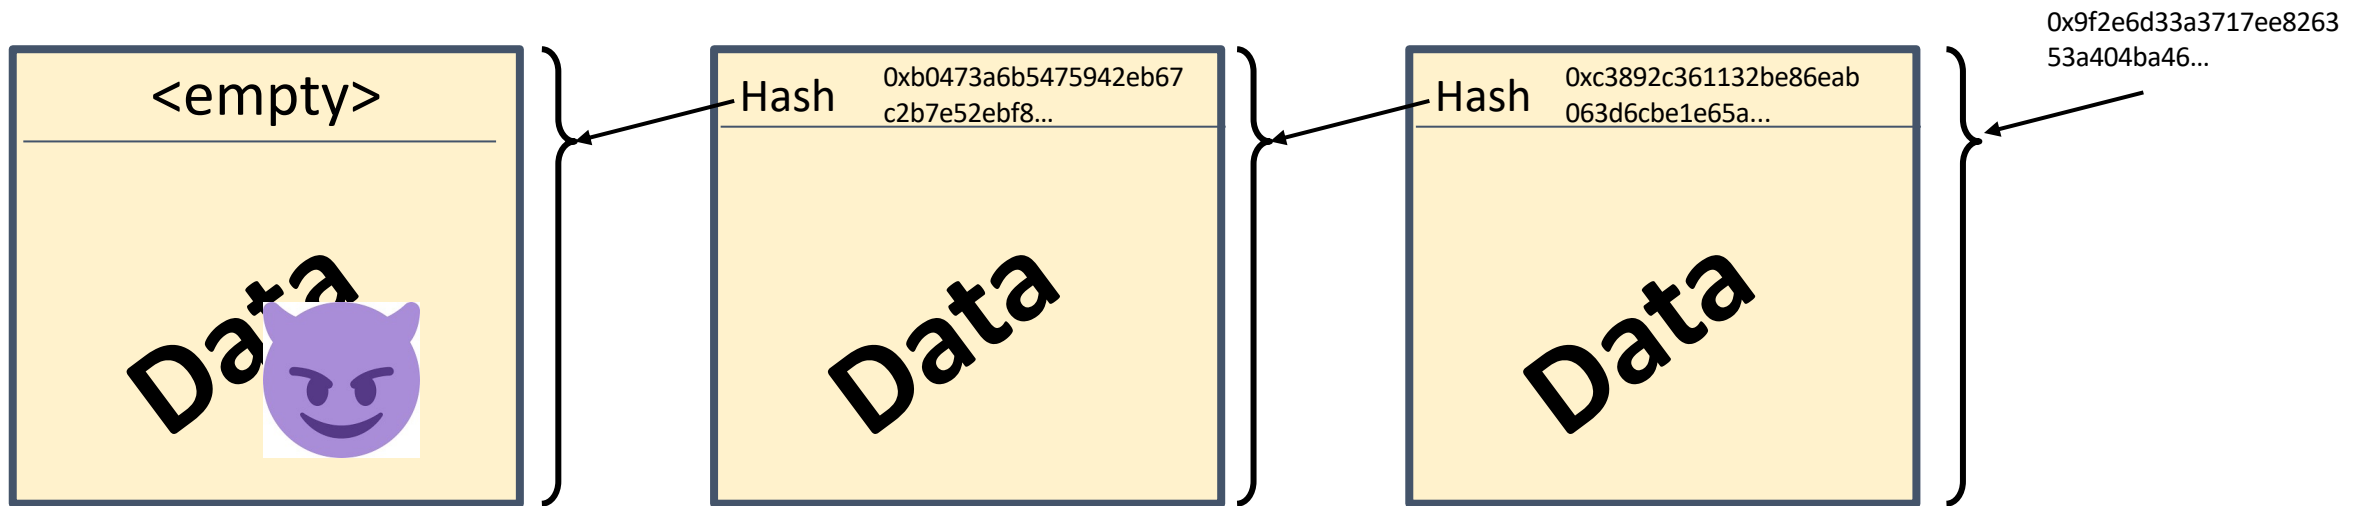 <empty>
Data
Hash
0xb0473a6b5475942eb67
c2b7e52ebf8...
Data
Hash
0xc3892c361132be86eab
063d6cbe1e65a...
Data
0x9f2e6d33a3717ee8263
53a404ba46...